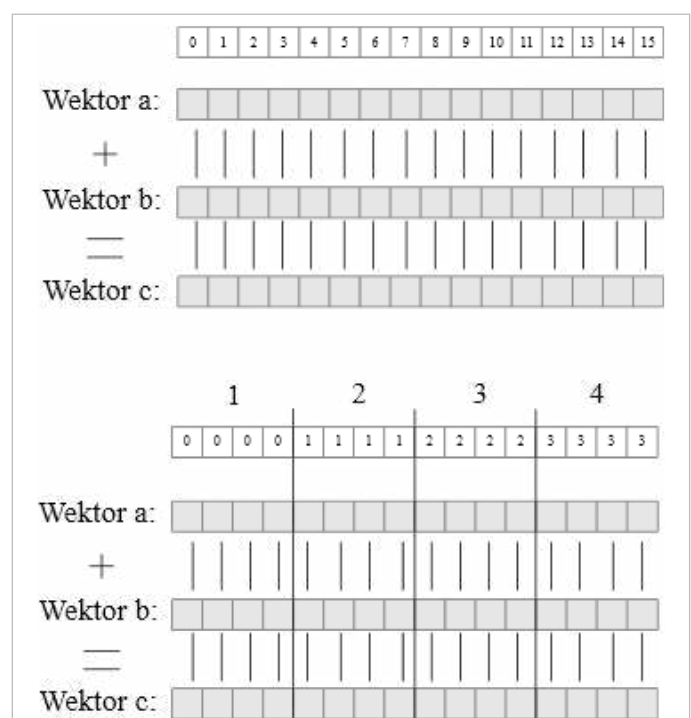 0 1 2 3 4 5 6 7 8 9 10 11 12 13 14 15
Wektor a:
+
Wektor b:
=
Wektor c:
1 2 3 4
0 0 0 0 1 1 1 1 2 2 2 2 3 3 3 3
Wektor a:
+
Wektor b:
=
Wektor c: